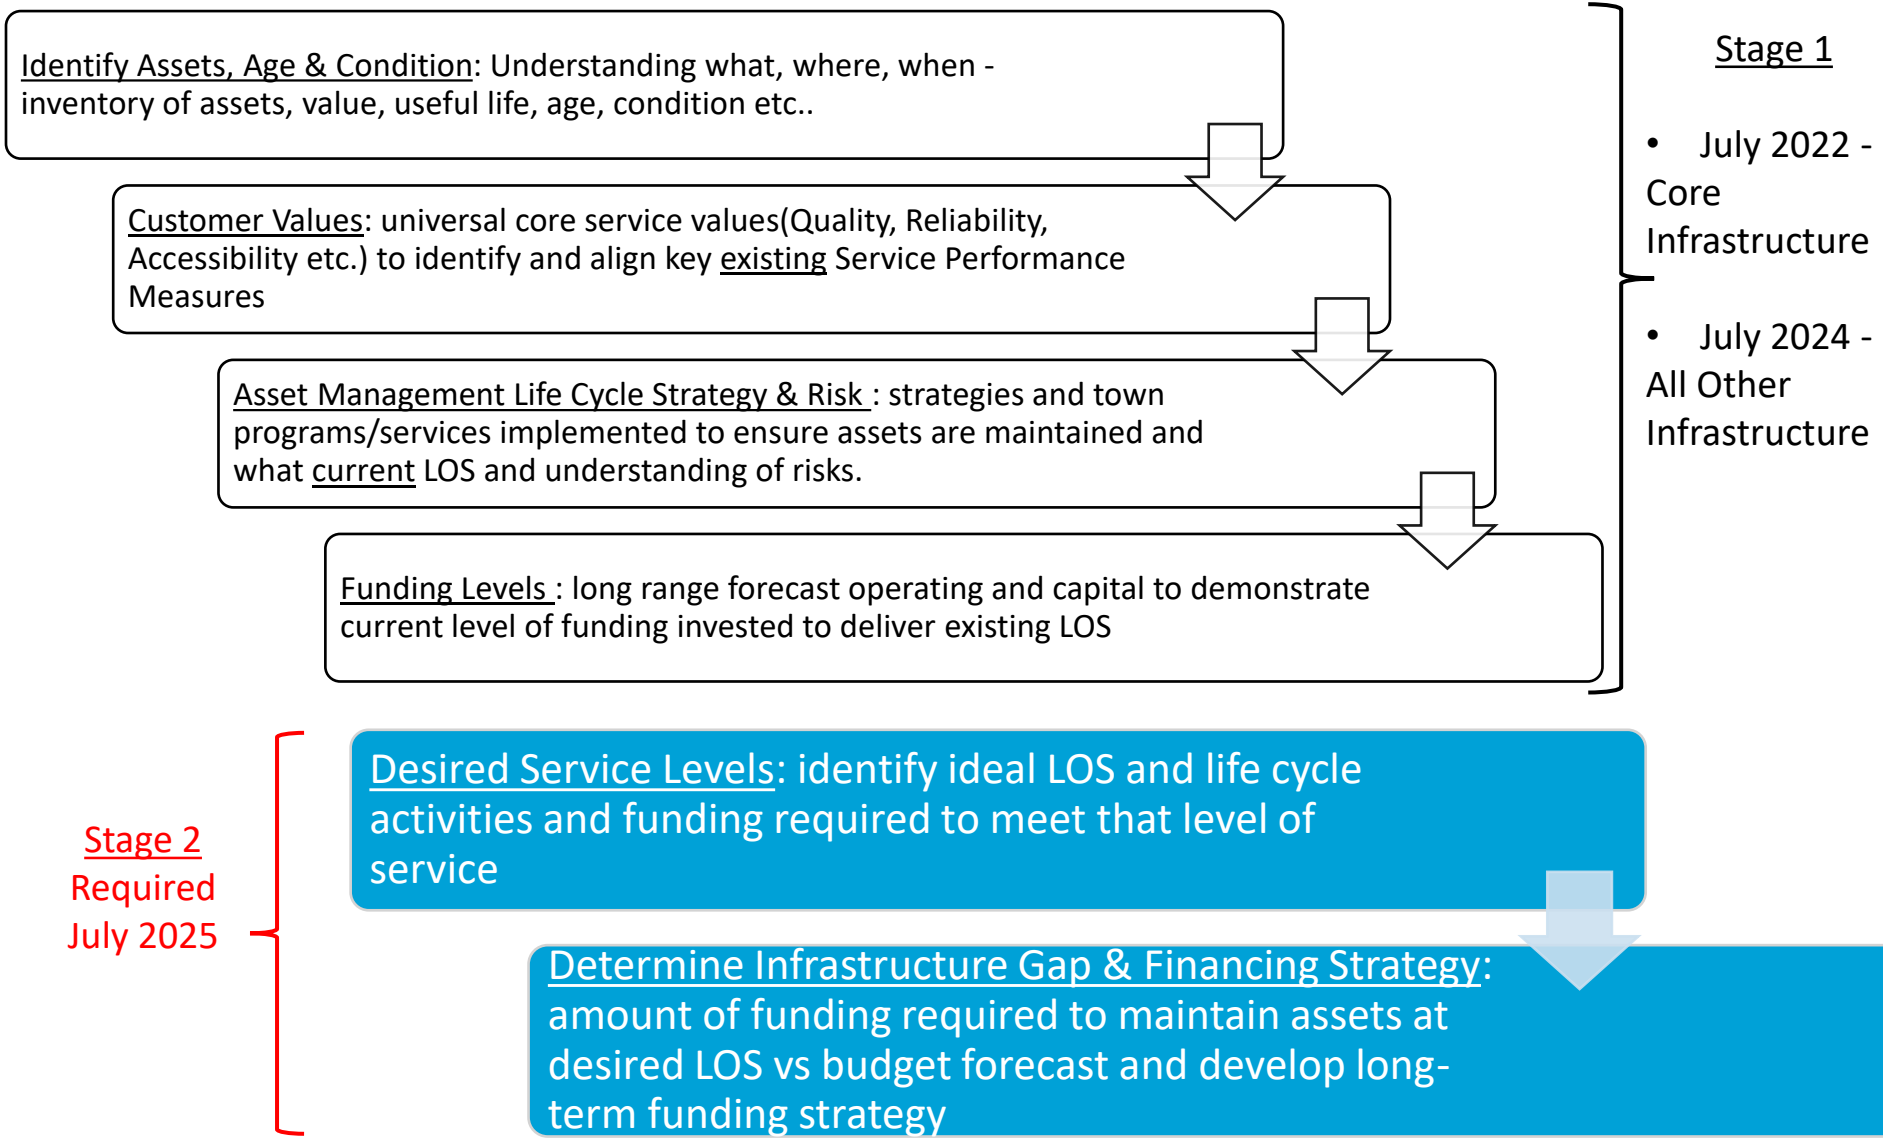 Identify Assets, Age & Condition: Understanding what, where, when -
inventory of assets, value, useful life, age, condition etc..
Customer Values: universal core service values(Quality, Reliability,
Accessibility etc.) to identify and align key existing Service Performance
Measures
Asset Management Life Cycle Strategy & Risk : strategies and town
programs/services implemented to ensure assets are maintained and
what current LOS and understanding of risks.
Funding Levels : long range forecast operating and capital to demonstrate
current level of funding invested to deliver existing LOS
Stage 1
• July 2022 -
Core
Infrastructure
• July 2024 -
All Other
Infrastructure
Stage 2
Required
July 2025
Desired Service Levels: identify ideal LOS and life cycle
activities and funding required to meet that level of
service
Determine Infrastructure Gap & Financing Strategy:
amount of funding required to maintain assets at
desired LOS vs budget forecast and develop long-
term funding strategy